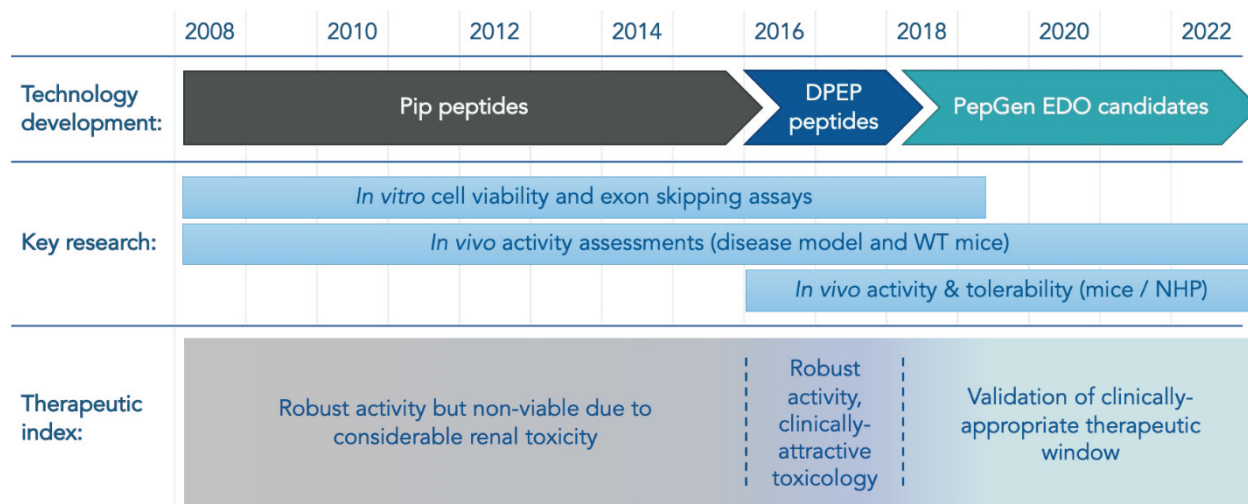 2008 2010 2012 2014 2016 2018 2020 2022
Technology
development:
Pip peptides
DPEP
peptides
PepGen EDO candidates
Key research:
In vitro cell viability and exon skipping assays
In vivo activity assessments (disease model and WT mice)
In vivo activity & tolerability (mice / NHP)
Therapeutic
index:
Robust activity but non-viable due to
considerable renal toxicity
Robust
activity,
clinically-
attractive
toxicology
Validation of clinically-
appropriate therapeutic
window